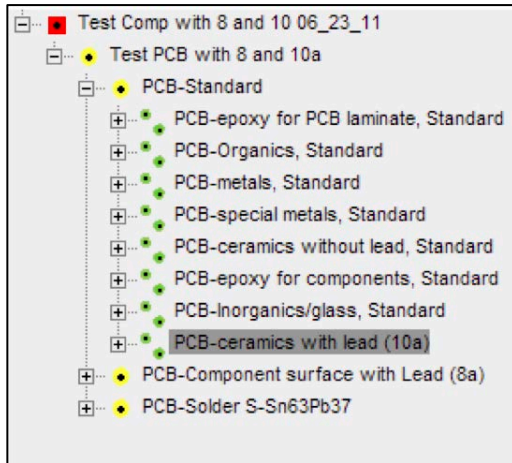 Test Comp with 8 and 10 06_23_11
Test PCB with 8 and 10a
PCB-Standard
PCB-epoxy for PCB laminate, Standard
PCB-Organics, Standard
PCB-metals, Standard
PCB-special metals, Standard
PCB-ceramics without lead, Standard
PCB-epoxy for components, Standard
PCB-Inorganics/glass, Standard
PCB-ceramics with lead (10a)
PCB-Component surface with Lead (8a)
PCB-Solder S-Sn63Pb37